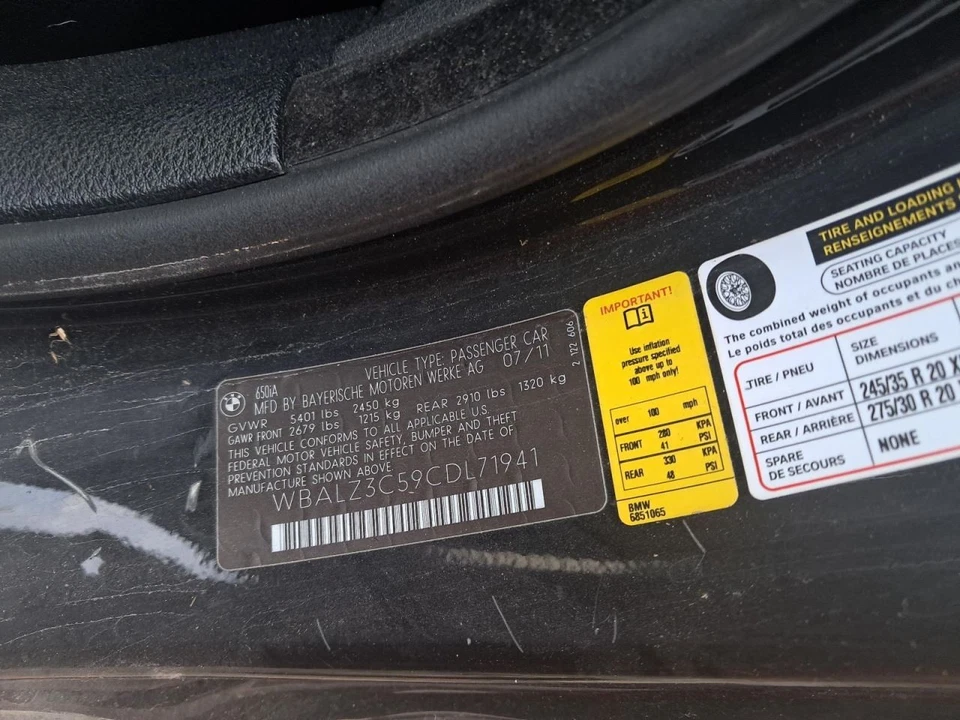 650iA
VEHICLE TYPE: PASSENGER CAR
MFD BY BAYERISCHE MOTOREN WERKE AG 07/11
GVWR 5401 lbs 2450 kg
GAWR FRONT 2679 lbs 1215 kg REAR 2910 lbs 1320 kg
THIS VEHICLE CONFORMS TO ALL APPLICABLE U.S.
FEDERAL MOTOR VEHICLE SAFETY, BUMPER AND THEFT
PREVENTION STANDARDS IN EFFECT ON THE DATE OF
MANUFACTURE SHOWN ABOVE
WBALZ3C59CDL71941
7 177 606
IMPORTANT!
i
Use inflation
pressure specified
above up to
100 mph only!
over 100 mph
FRONT 280 KPA
41 PSI
REAR 330 KPA
48 PSI
BMW
6851065
TIRE AND LOADING
RENSEIGNEMENTS
SEATING CAPACITY
NOMBRE DE PLACES
The combined weight of occupants and
Le poids total des occupants et du
TIRE / PNEU
SIZE
DIMENSIONS
FRONT / AVANT 245/35 R 20
REAR / ARRIÈRE 275/30 R 20
SPARE
DE SECOURS
NONE